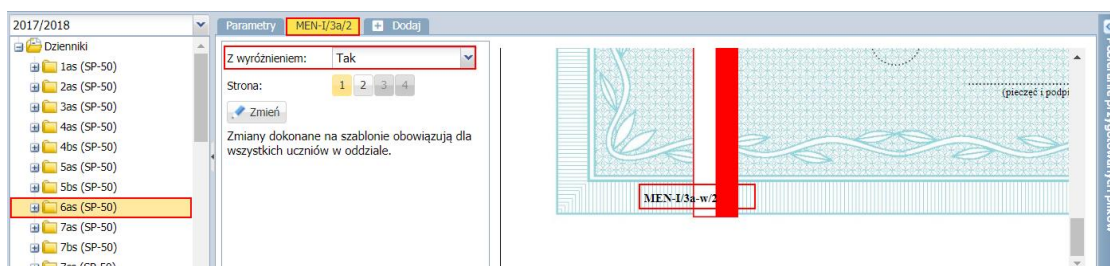 2017/2018
Dzienniki
1as (SP-50)
2as (SP-50)
3as (SP-50)
4as (SP-50)
4bs (SP-50)
5as (SP-50)
5bs (SP-50)
6as (SP-50)
7as (SP-50)
7bs (SP-50)
Parametry MEN-I/3a/2 Dodaj
Z wyróżnieniem: Tak
Strona: 1 2 3 4
Zmień
Zmiany dokonane na szablonie obowiązują dla
wszystkich uczniów w oddziale.
(pieczęć i podpi
MEN-I/3a-w/2